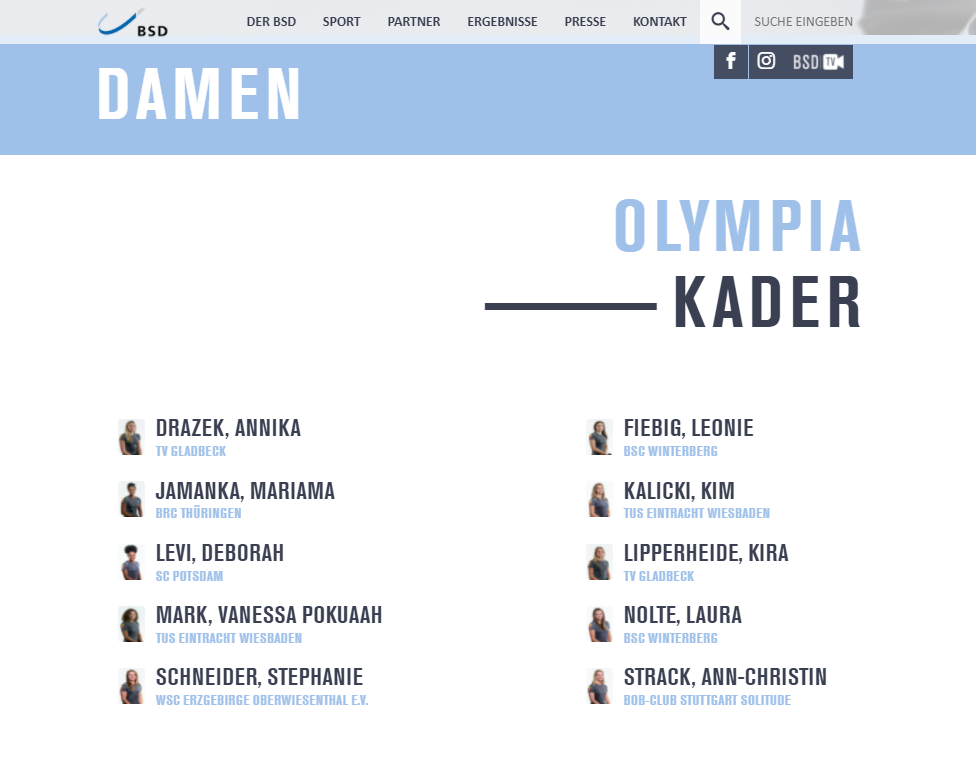 BSD
DER BSD SPORT PARTNER ERGEBNISSE PRESSE KONTAKT SUCHE EINGEBEN
f BSD TV
DAMEN
OLYMPIA
KADER
DRAZEK, ANNIKA
TV GLADBECK
FIEBIG, LEONIE
BSC WINTERBERG
JAMANKA, MARIAMA
BRC THÜRINGEN
KALICKI, KIM
TUS EINTRACHT WIESBADEN
LEVI, DEBORAH
SC POTSDAM
LIPPERHEIDE, KIRA
TV GLADBECK
MARK, VANESSA POKUAAH
TUS EINTRACHT WIESBADEN
NOLTE, LAURA
BSC WINTERBERG
SCHNEIDER, STEPHANIE
WSC ERZGEBIRGE OBERWIESENTHAL E.V.
STRACK, ANN-CHRISTIN
BOB-CLUB STUTTGART SOLITUDE